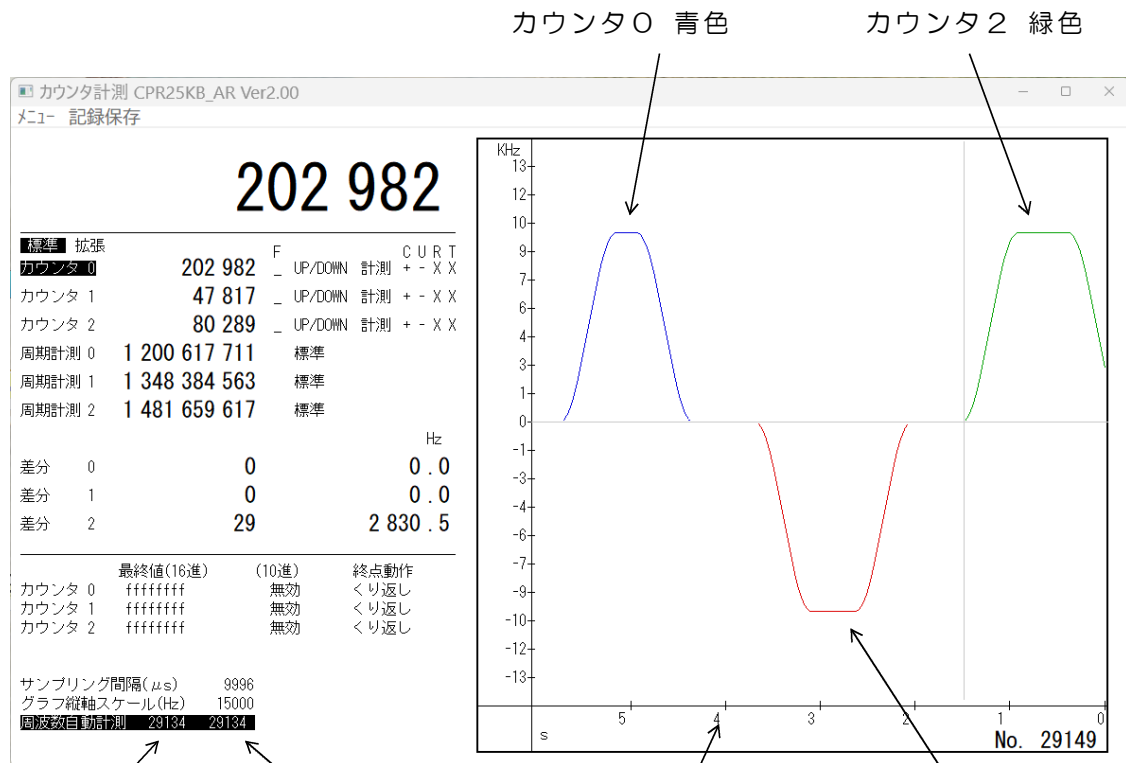 カウンタ０ 青色
カウンタ２ 緑色
カウンタ計測 CPR25KB_AR Ver2.00
ﾒﾆｭｰ 記録保存
202 982
標準 拡張
F C U R T
カウンタ 0 202 982 _ UP/DOWN 計測 + - X X
カウンタ 1 47 817 _ UP/DOWN 計測 + - X X
カウンタ 2 80 289 _ UP/DOWN 計測 + - X X
周期計測 0 1 200 617 711 標準
周期計測 1 1 348 384 563 標準
周期計測 2 1 481 659 617 標準
Hz
差分 0 0 0 . 0
差分 1 0 0 . 0
差分 2 29 2 830 . 5
最終値(16進) (10進) 終点動作
カウンタ 0 ffffffff 無効 くり返し
カウンタ 1 ffffffff 無効 くり返し
カウンタ 2 ffffffff 無効 くり返し
サンプリング間隔(μs) 9996
グラフ縦軸スケール(Hz) 15000
周波数自動計測 29134 29134
KHz
13
12
10
9
7
6
4
3
1
0
-1
-3
-4
-6
-7
-9
-10
-12
-13
5 4 3 2 1 0
s
No. 29149